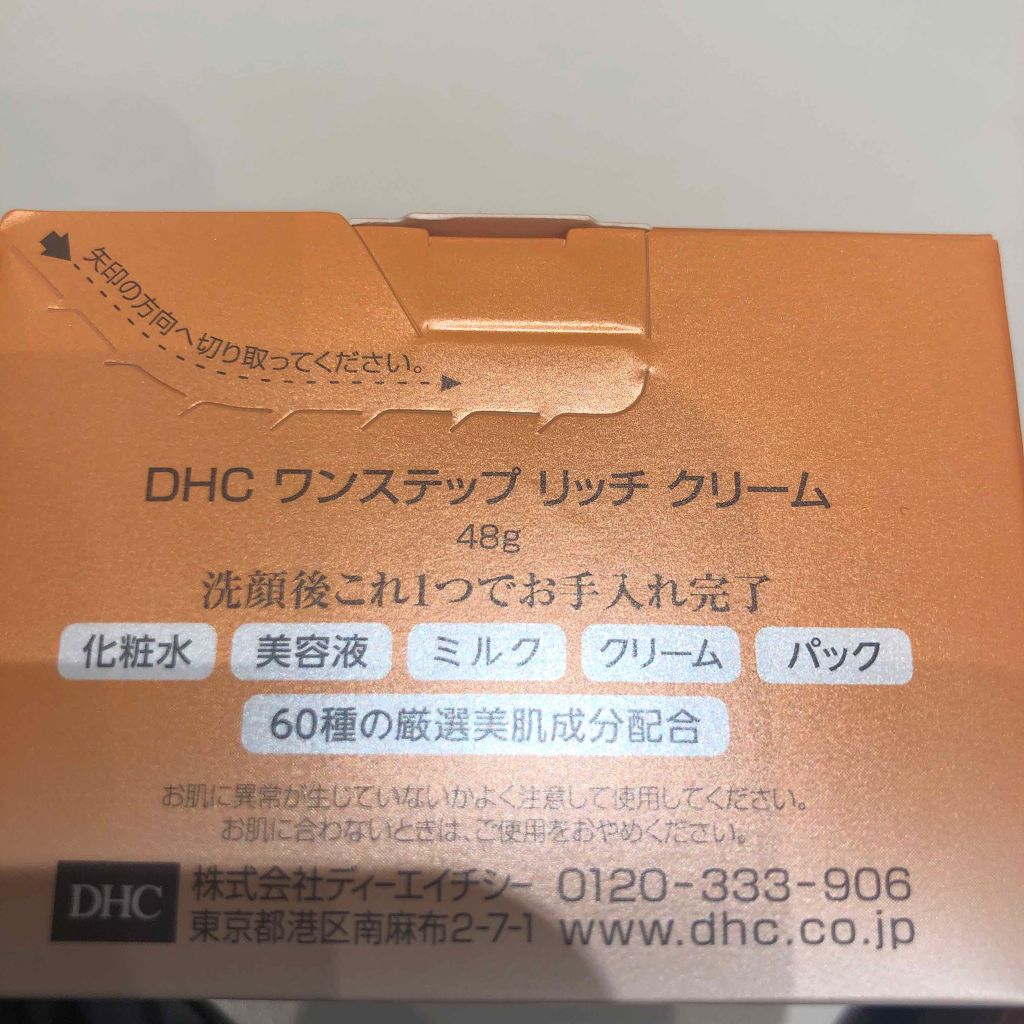 矢印の方向へ切り取ってください。
DHC ワンステップ リッチ クリーム
48g
洗顔後これ1つでお手入れ完了
化粧水 美容液 ミルク クリーム パック
60種の厳選美肌成分配合
お肌に異常が生じていないかよく注意して使用してください。
お肌に合わないときは、ご使用をおやめください。
DHC 株式会社ディーエイチシー 0120-333-906
東京都港区南麻布2-7-1 www.dhc.co.jp